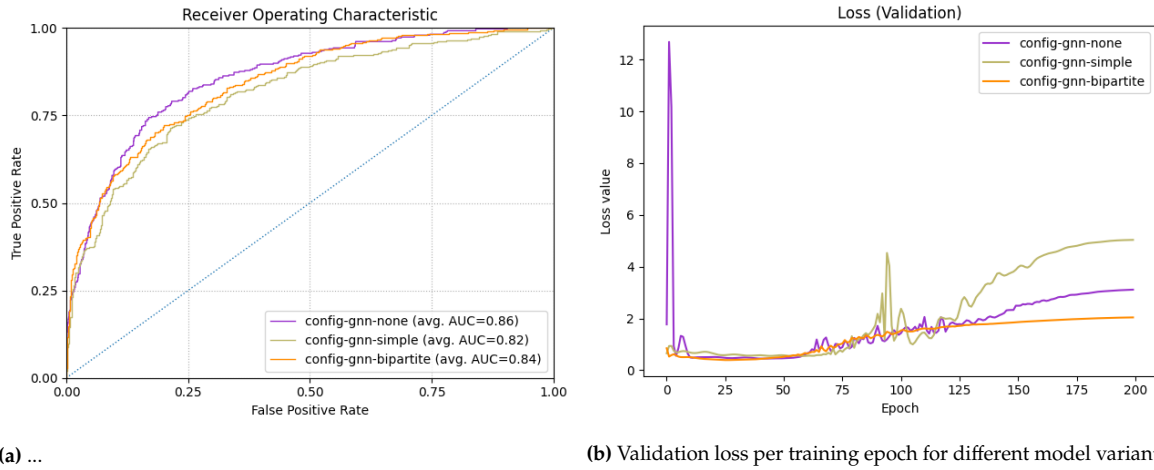 Receiver Operating Characteristic
1.00
0.75
0.50
0.25
0.00
True Positive Rate
0.00
0.25
0.50
0.75
1.00
False Positive Rate
config-gnn-none (avg. AUC=0.86)
config-gnn-simple (avg. AUC=0.82)
config-gnn-bipartite (avg. AUC=0.84)
(a) ...
Loss (Validation)
12
10
8
6
4
2
0
Loss value
0
25
50
75
100
125
150
175
200
Epoch
config-gnn-none
config-gnn-simple
config-gnn-bipartite
(b) Validation loss per training epoch for different model varian